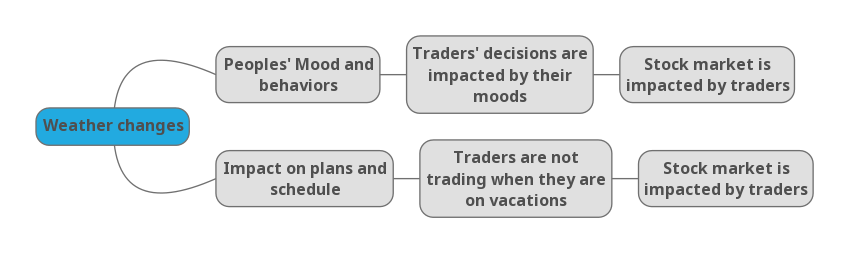 Weather changes
Peoples' Mood and
behaviors
Traders' decisions are
impacted by their
moods
Stock market is
impacted by traders
Impact on plans and
schedule
Traders are not
trading when they are
on vacations
Stock market is
impacted by traders